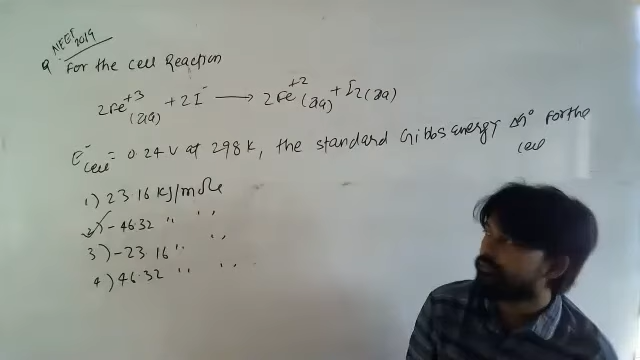 NEET 2019
Q. For the cell Reaction
2Fe+3(aq) + 2I- → 2Fe+2(aq) + I2(aq)
E-cell = 0.24 V at 298 K, the standard Gibbs energy ΔG° For the
cell
1) 23.16 KJ/mole
2) -46.32 " "
3) -23.16 " "
4) 46.32 " "